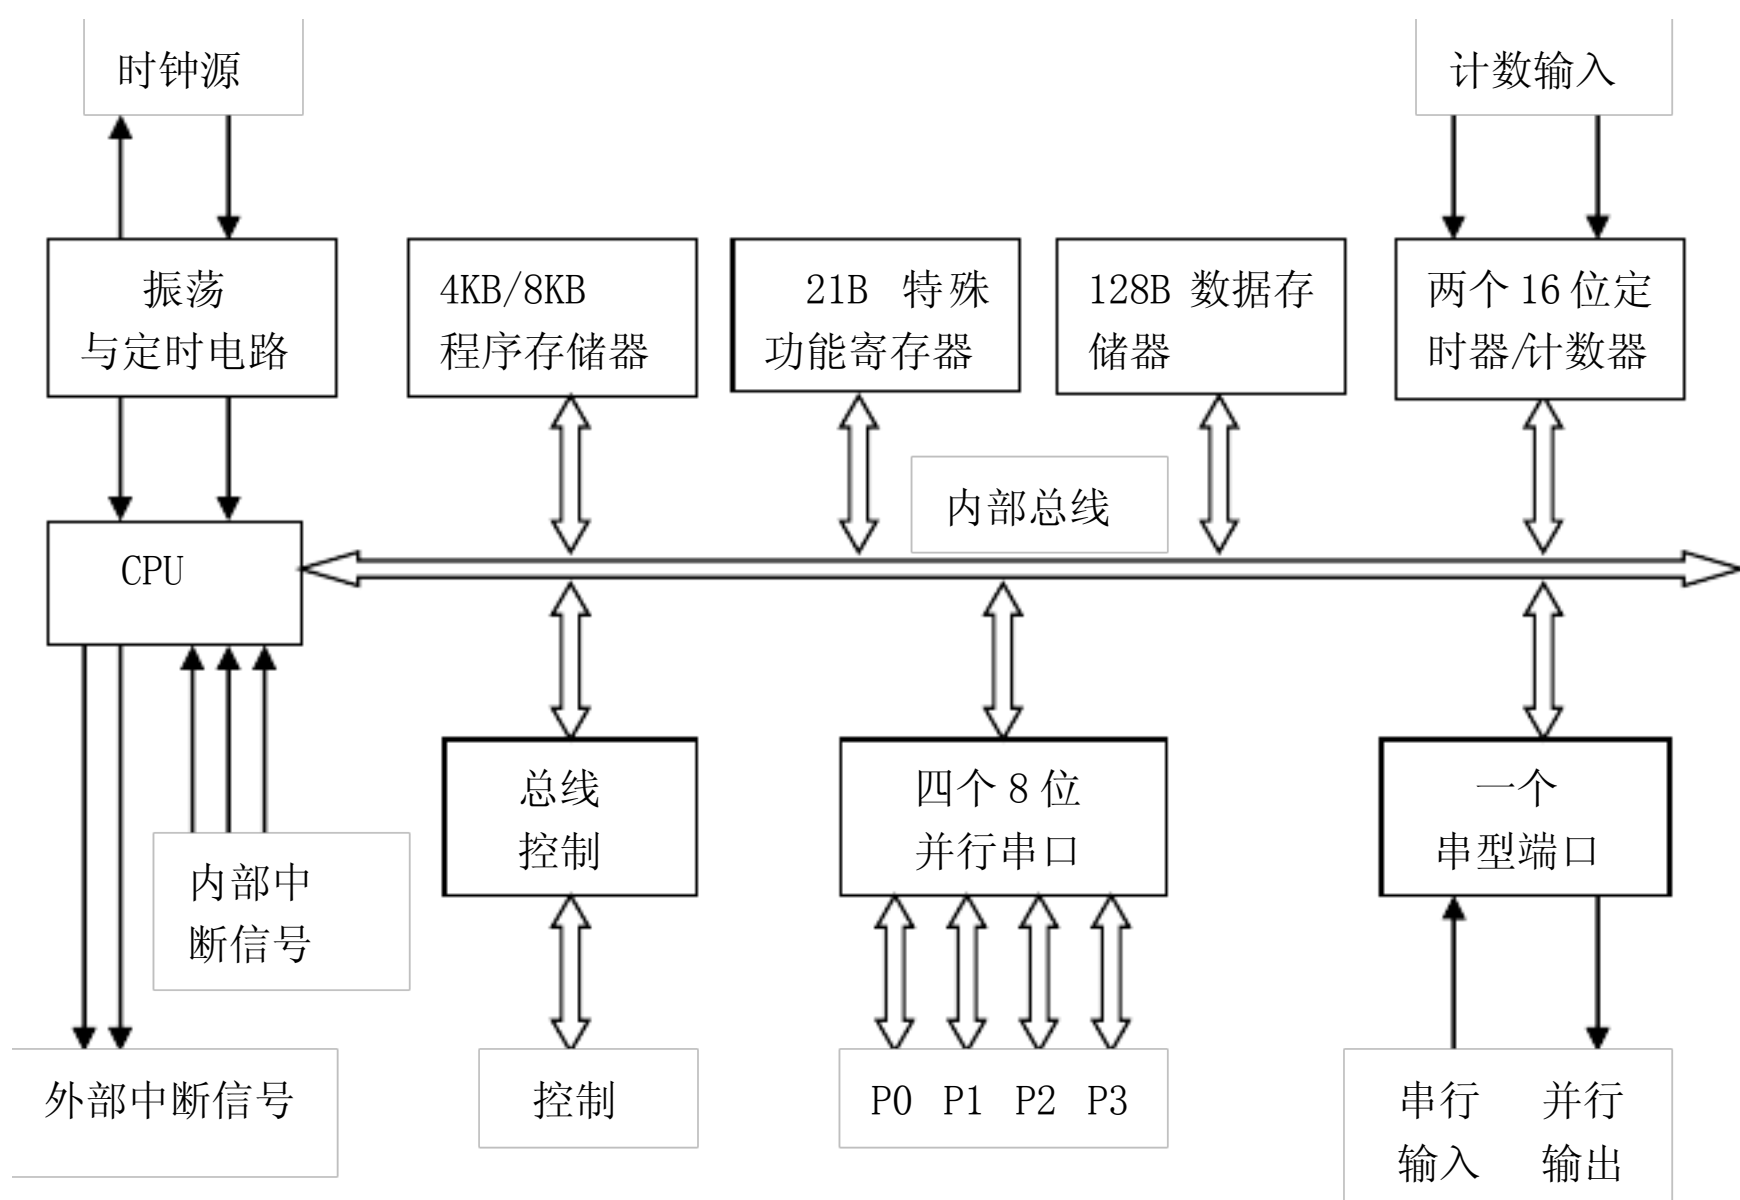 时钟源
计数输入
振荡
与定时电路
4KB/8KB
程序存储器
21B 特殊
功能寄存器
128B 数据存
储器
两个16位定
时器/计数器
内部总线
CPU
总线
控制
四个8位
并行串口
一个
串型端口
内部中
断信号
外部中断信号
控制
P0 P1 P2 P3
串行 并行
输入 输出